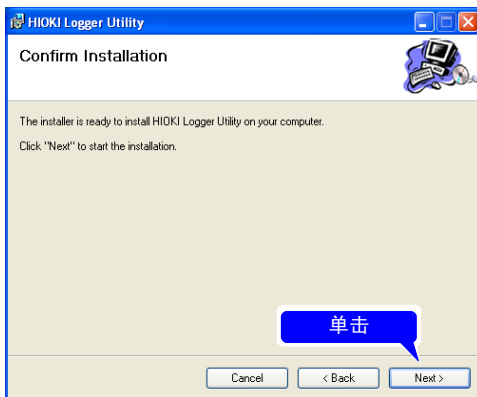 HIOKI Logger Utility
Confirm Installation
The installer is ready to install HIOKI Logger Utility on your computer.
Click "Next" to start the installation.
单击
Cancel
< Back
Next >